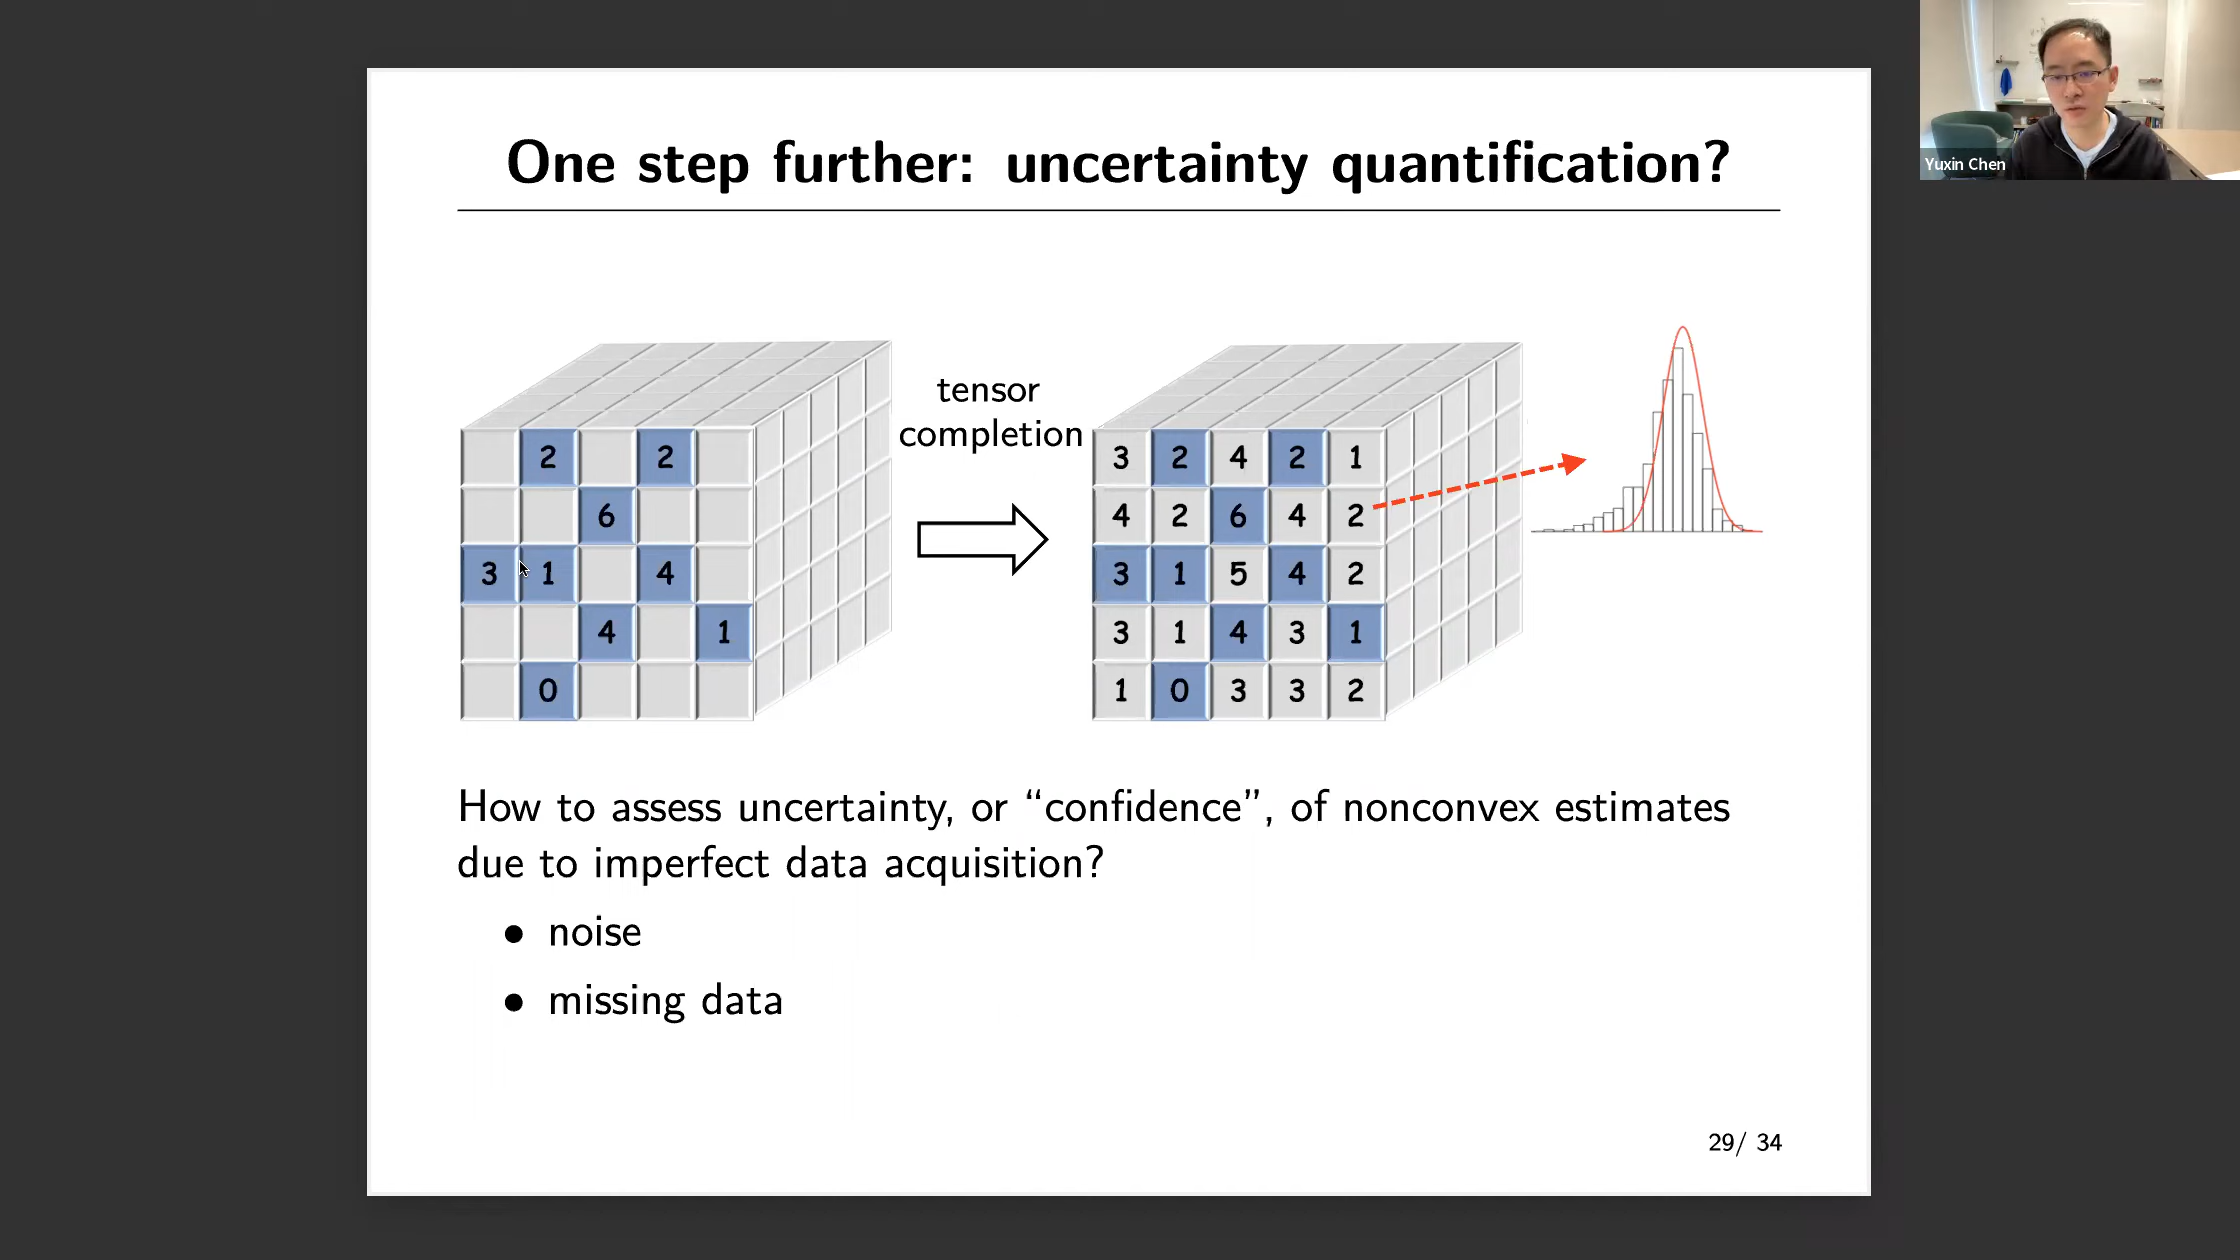 One step further: uncertainty quantification?
2 2
6
3 1 4
4 1
0
tensor
completion
3 2 4 2 1
4 2 6 4 2
3 1 5 4 2
3 1 4 3 1
1 0 3 3 2
How to assess uncertainty, or “confidence”, of nonconvex estimates
due to imperfect data acquisition?
• noise
• missing data
29/ 34
Yuxin Chen